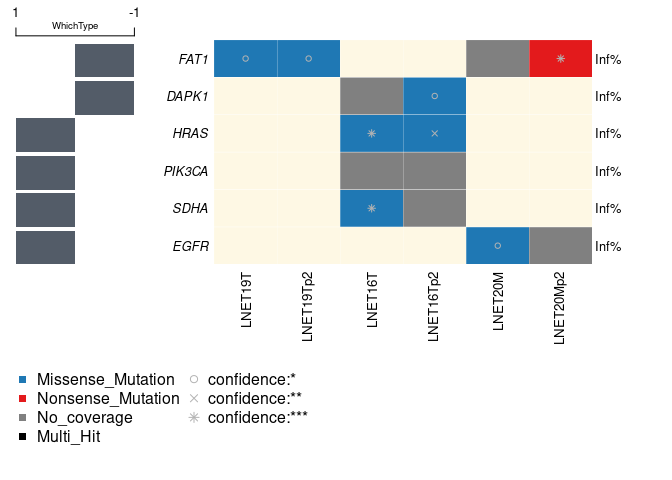 1 -1
WhichType
FAT1 Inf%
DAPK1 Inf%
HRAS Inf%
PIK3CA Inf%
SDHA Inf%
EGFR Inf%
LNET19T
LNET19Tp2
LNET16T
LNET16Tp2
LNET20M
LNET20Mp2
Missense_Mutation confidence:*
Nonsense_Mutation confidence:**
No_coverage confidence:***
Multi_Hit